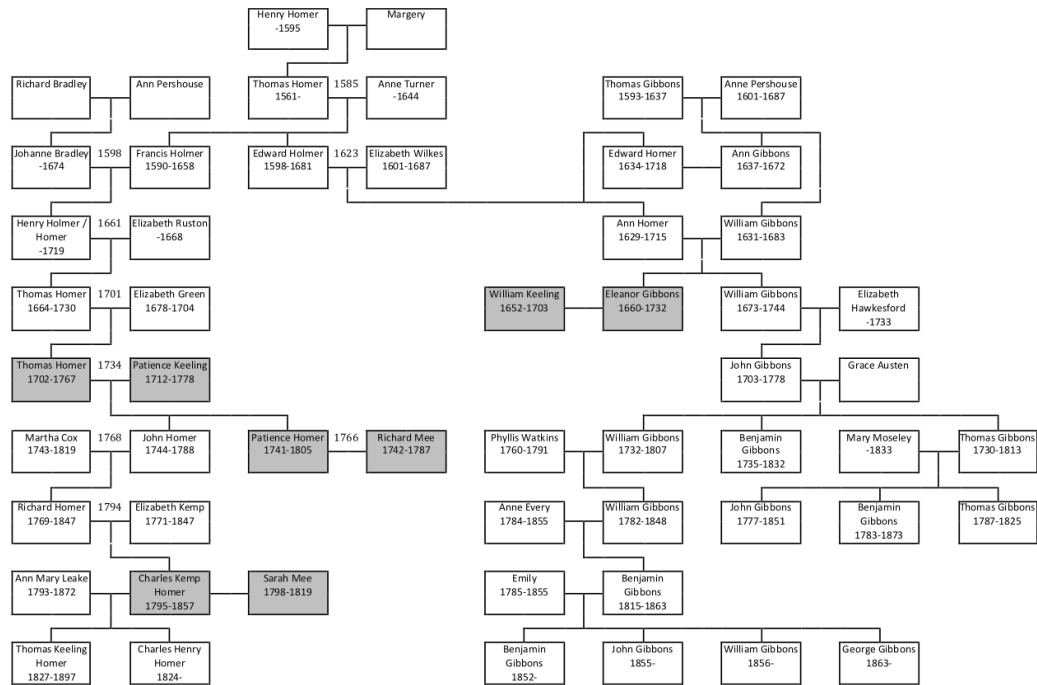 Henry Homer
-1595
Margery
Richard Bradley
Ann Pershouse
Thomas Homer
1561-
1585
Anne Turner
-1644
Thomas Gibbons
1593-1637
Anne Pershouse
1601-1687
Johanne Bradley
-1674
1598
Francis Holmer
1590-1658
Edward Holmer
1598-1681
1623
Elizabeth Wilkes
1601-1687
Edward Homer
1634-1718
Ann Gibbons
1637-1672
Henry Holmer /
Homer
-1719
1661
Elizabeth Ruston
-1668
Ann Homer
1629-1715
William Gibbons
1631-1683
Thomas Homer
1664-1730
1701
Elizabeth Green
1678-1704
William Keeling
1652-1703
Eleanor Gibbons
1660-1732
William Gibbons
1673-1744
Elizabeth
Hawkesford
-1733
Thomas Homer
1702-1767
1734
Patience Keeling
1712-1778
John Gibbons
1703-1778
Grace Austen
Martha Cox
1743-1819
1768
John Homer
1744-1788
Patience Homer
1741-1805
1766
Richard Mee
1742-1787
Phyllis Watkins
1760-1791
William Gibbons
1732-1807
Benjamin
Gibbons
1735-1832
Mary Moseley
-1833
Thomas Gibbons
1730-1813
Richard Homer
1769-1847
1794
Elizabeth Kemp
1771-1847
Anne Every
1784-1855
William Gibbons
1782-1848
John Gibbons
1777-1851
Benjamin
Gibbons
1783-1873
Thomas Gibbons
1787-1825
Ann Mary Leake
1793-1872
Charles Kemp
Homer
1795-1857
Sarah Mee
1798-1819
Emily
1785-1855
Benjamin
Gibbons
1815-1863
Thomas Keeling
Homer
1827-1897
Charles Henry
Homer
1824-
Benjamin
Gibbons
1852-
John Gibbons
1855-
William Gibbons
1856-
George Gibbons
1863-